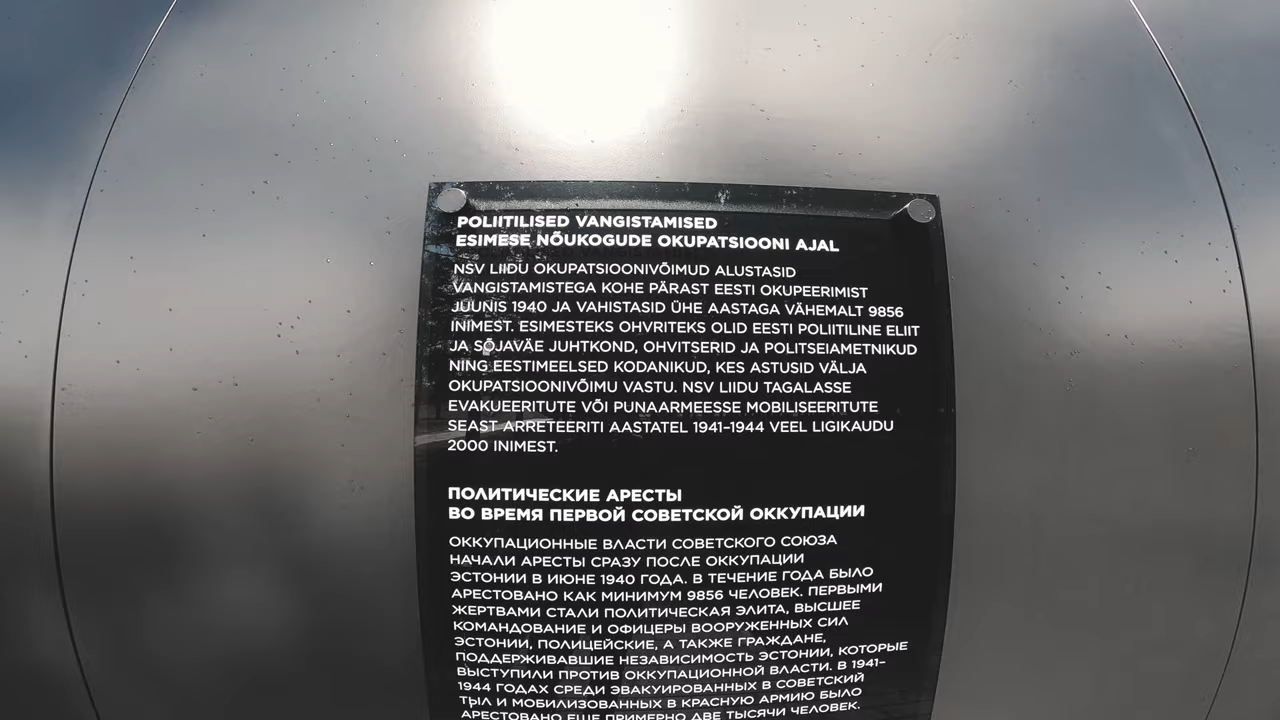 POLIITILISED VANGISTAMISED
ESIMESE NÕUKOGUDE OKUPATSIOONI AJAL
NSV LIIDU OKUPATSIOONIVÕIMUD ALUSTASID
VANGISTAMISTEGA KOHE PÄRAST EESTI OKUPEERIMIST
JUUNIS 1940 JA VAHISTASID ÜHE AASTAGA VÄHEMALT 9856
INIMEST. ESIMESTEKS OHVRITEKS OLID EESTI POLIITILINE ELIIT
JA SÕJAVÄE JUHTKOND, OHVITSERID JA POLITSEIAMETNIKUD
NING EESTIMEELSED KODANIKUD, KES ASTUSID VÄLJA
OKUPATSIOONIVÕIMU VASTU. NSV LIIDU TAGALASSE
EVAKUEERITUTE VÕI PUNAARMEESSE MOBILISEERITUTE
SEAST ARRETEERITI AASTATEL 1941–1944 VEEL LIGIKAUDU
2000 INIMEST.
ПОЛИТИЧЕСКИЕ АРЕСТЫ
ВО ВРЕМЯ ПЕРВОЙ СОВЕТСКОЙ ОККУПАЦИИ
ОККУПАЦИОННЫЕ ВЛАСТИ СОВЕТСКОГО СОЮЗА
НАЧАЛИ АРЕСТЫ СРАЗУ ПОСЛЕ ОККУПАЦИИ
ЭСТОНИИ В ИЮНЕ 1940 ГОДА. В ТЕЧЕНИЕ ГОДА БЫЛО
АРЕСТОВАНО КАК МИНИМУМ 9856 ЧЕЛОВЕК. ПЕРВЫМИ
ЖЕРТВАМИ СТАЛИ ПОЛИТИЧЕСКАЯ ЭЛИТА, ВЫСШЕЕ
КОМАНДОВАНИЕ И ОФИЦЕРЫ ВООРУЖЕННЫХ СИЛ
ЭСТОНИИ, ПОЛИЦЕЙСКИЕ, А ТАКЖЕ ГРАЖДАНЕ,
ПОДДЕРЖИВАВШИЕ НЕЗАВИСИМОСТЬ ЭСТОНИИ, КОТОРЫЕ
ВЫСТУПИЛИ ПРОТИВ ОККУПАЦИОННОЙ ВЛАСТИ. В 1941–
1944 ГОДАХ СРЕДИ ЭВАКУИРОВАННЫХ В СОВЕТСКИЙ
ТЫЛ И МОБИЛИЗОВАННЫХ В КРАСНУЮ АРМИЮ БЫЛО
АРЕСТОВАНО ЕЩЕ ПРИМЕРНО ДВЕ ТЫСЯЧИ ЧЕЛОВЕК.